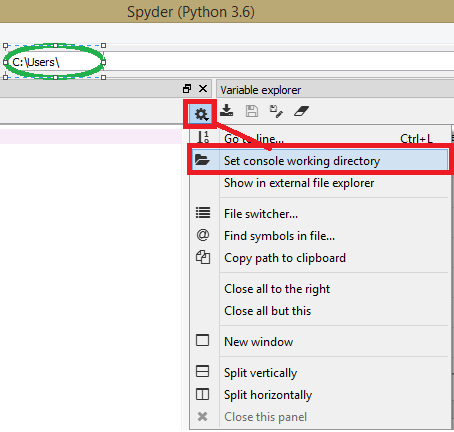 Spyder (Python 3.6)
C:\Users\
Variable explorer
Go to line... Ctrl+L
Set console working directory
Show in external file explorer
File switcher...
@ Find symbols in file...
Copy path to clipboard
Close all to the right
Close all but this
New window
Split vertically
Split horizontally
Close this panel